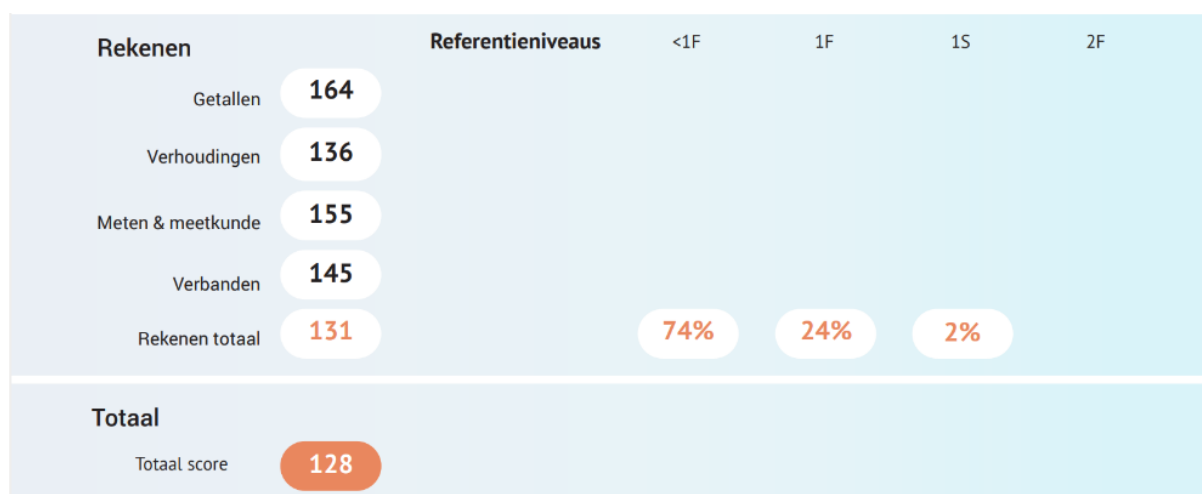 Rekenen Referentieniveaus <1F 1F 1S 2F
Getallen 164
Verhoudingen 136
Meten & meetkunde 155
Verbanden 145
Rekenen totaal 131 74% 24% 2%
Totaal
Totaal score 128